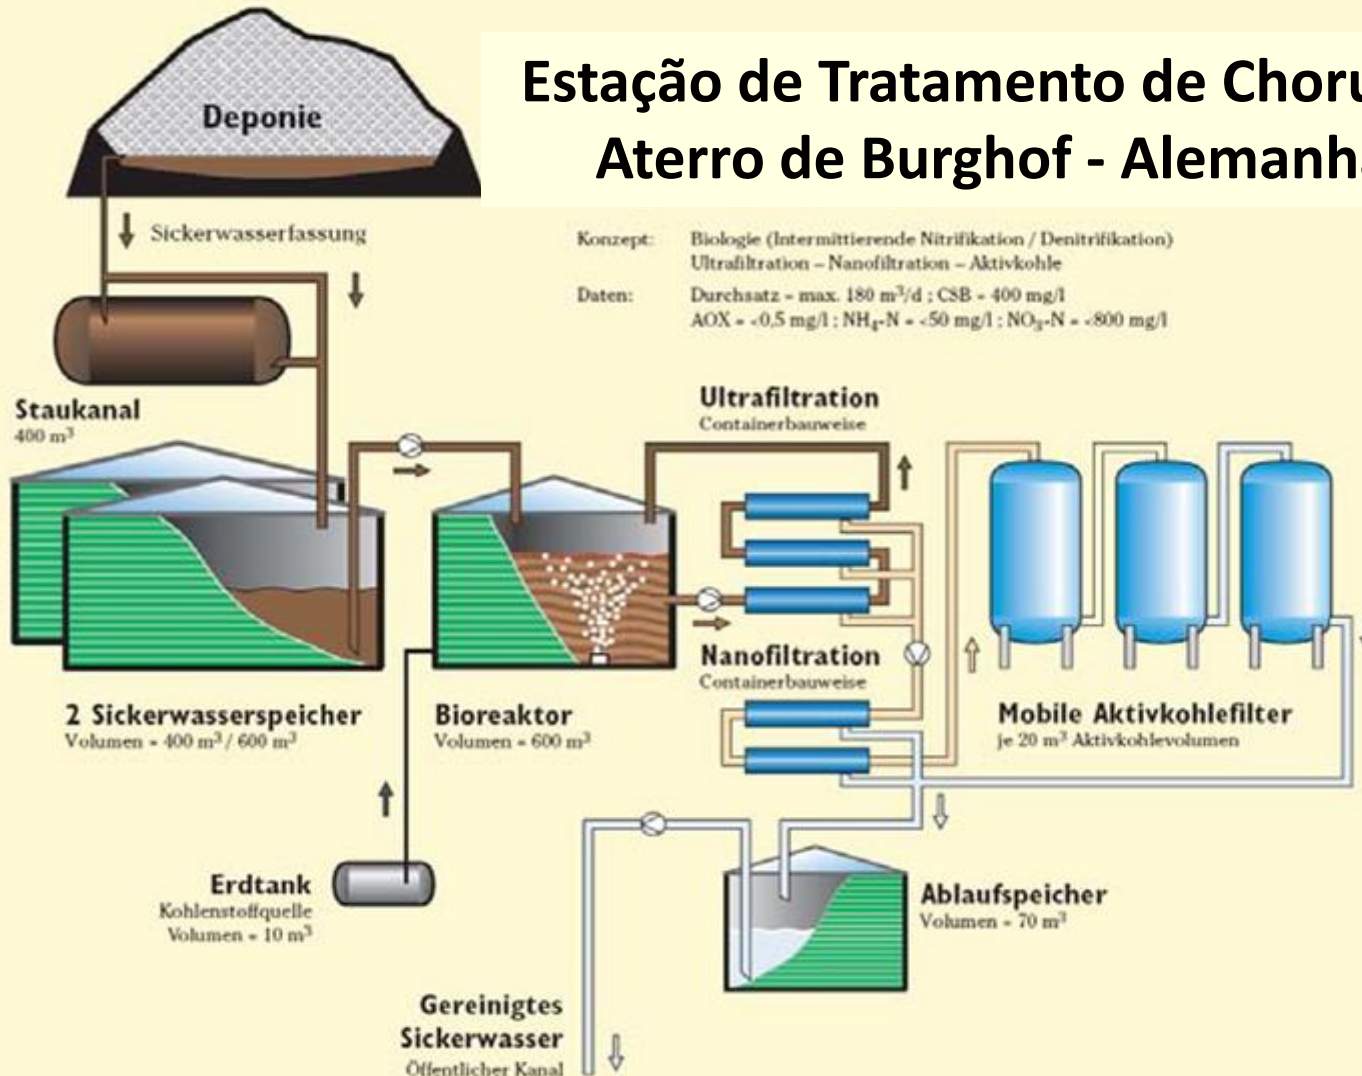 Estação de Tratamento de Choru
Aterro de Burghof - Alemanha
Deponie
Sickerwasserfassung
Konzept: Biologie (Intermittierende Nitrifikation / Denitrifikation)
Ultrafiltration – Nanofiltration – Aktivkohle
Daten: Durchsatz = max. 180 m³/d ; CSB = 400 mg/l
AOX = <0,5 mg/l ; NH₄-N = <50 mg/l ; NO₃-N = <800 mg/l
Staukanal
400 m³
Ultrafiltration
Containerbauweise
Nanofiltration
Containerbauweise
2 Sickerwasserspeicher
Volumen = 400 m³ / 600 m³
Bioreaktor
Volumen = 600 m³
Mobile Aktivkohlefilter
je 20 m³ Aktivkohlevolumen
Erdtank
Kohlenstoffquelle
Volumen = 10 m³
Ablaufspeicher
Volumen = 70 m³
Gereinigtes
Sickerwasser
Öffentlicher Kanal